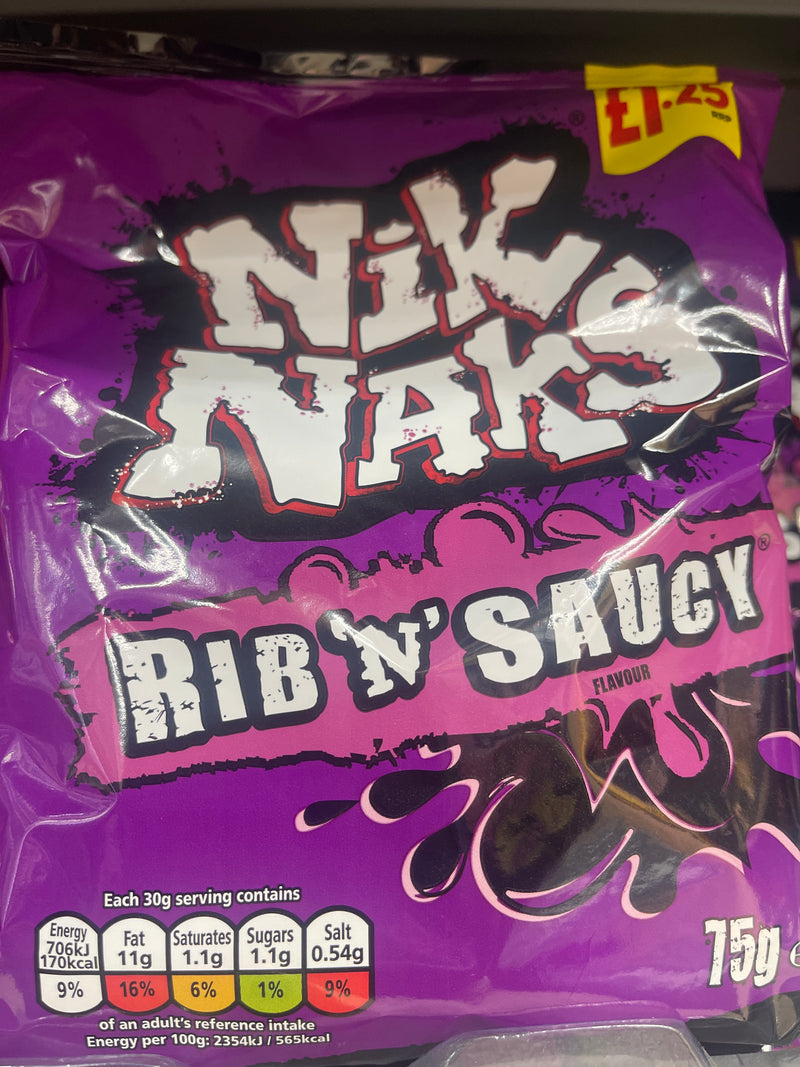 £1.25
RRP
®
NiK
NAKS
RIB 'N' SAUCY®
FLAVOUR
Each 30g serving contains
Energy
706kJ
170kcal
9%
Fat
11g
16%
Saturates
1.1g
6%
Sugars
1.1g
1%
Salt
0.54g
9%
of an adult's reference intake
Energy per 100g: 2354kJ / 565kcal
75g e